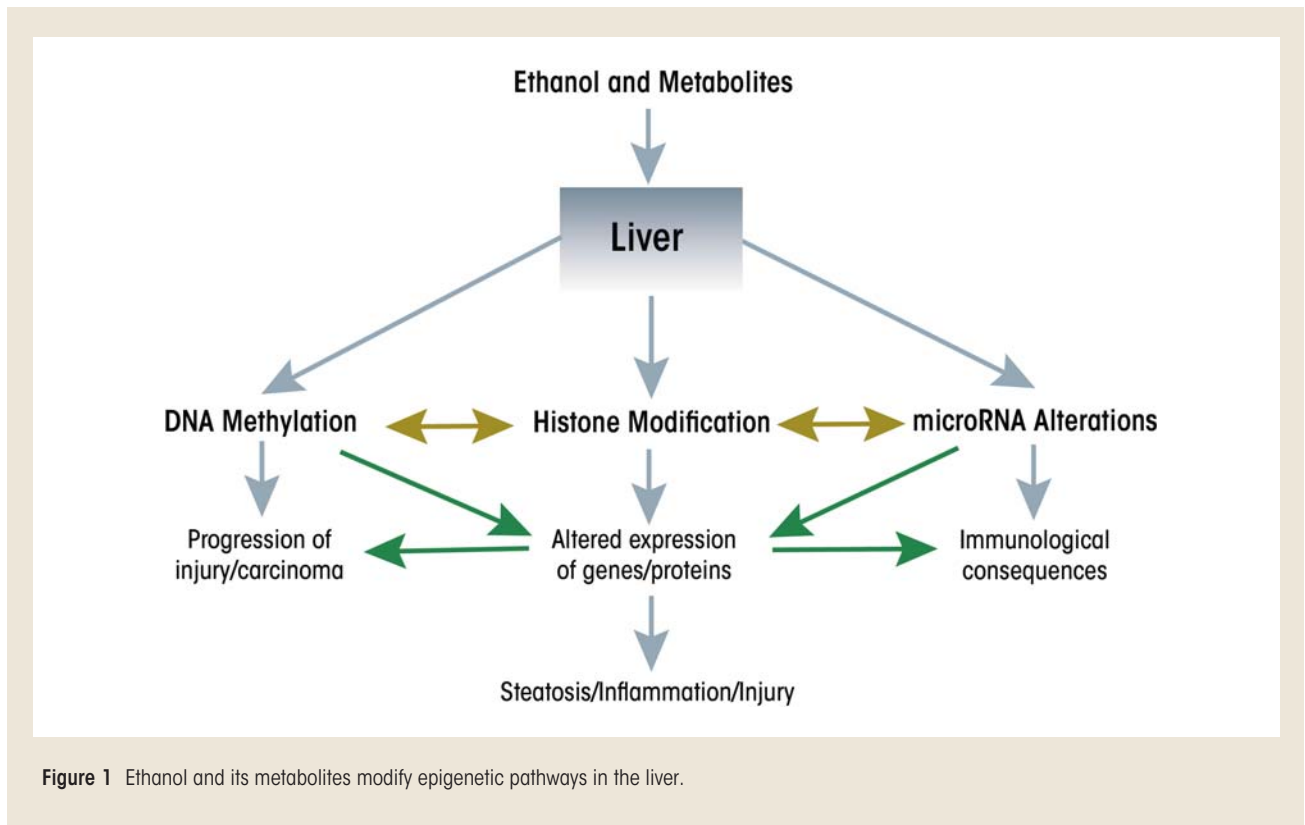 Ethanol and Metabolites
Liver
DNA Methylation
Histone Modification
microRNA Alterations
Progression of
injury/carcinoma
Altered expression
of genes/proteins
Immunological
consequences
Steatosis/Inflammation/Injury
Figure 1 Ethanol and its metabolites modify epigenetic pathways in the liver.